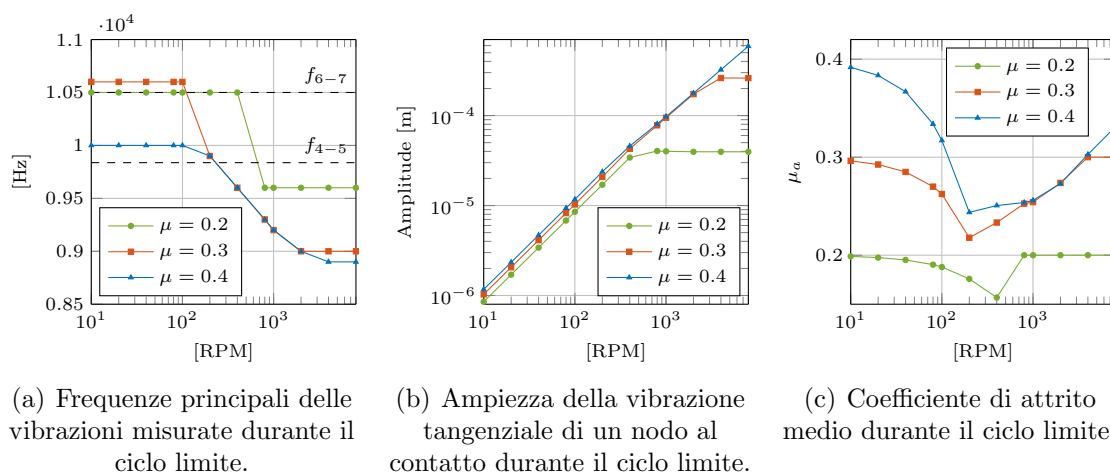 ·10⁴
1.1
1.05
1
0.95
0.9
0.85
[Hz]
10¹ 10² 10³
[RPM]
f₆₋₇
f₄₋₅
μ = 0.2
μ = 0.3
μ = 0.4
(a) Frequenze principali delle
vibrazioni misurate durante il
ciclo limite.
10⁻⁴
10⁻⁵
10⁻⁶
Amplitude [m]
10¹ 10² 10³
[RPM]
μ = 0.2
μ = 0.3
μ = 0.4
(b) Ampiezza della vibrazione
tangenziale di un nodo al
contatto durante il ciclo limite.
0.4
0.3
0.2
μₐ
10¹ 10² 10³
[RPM]
μ = 0.2
μ = 0.3
μ = 0.4
(c) Coefficiente di attrito
medio durante il ciclo limite